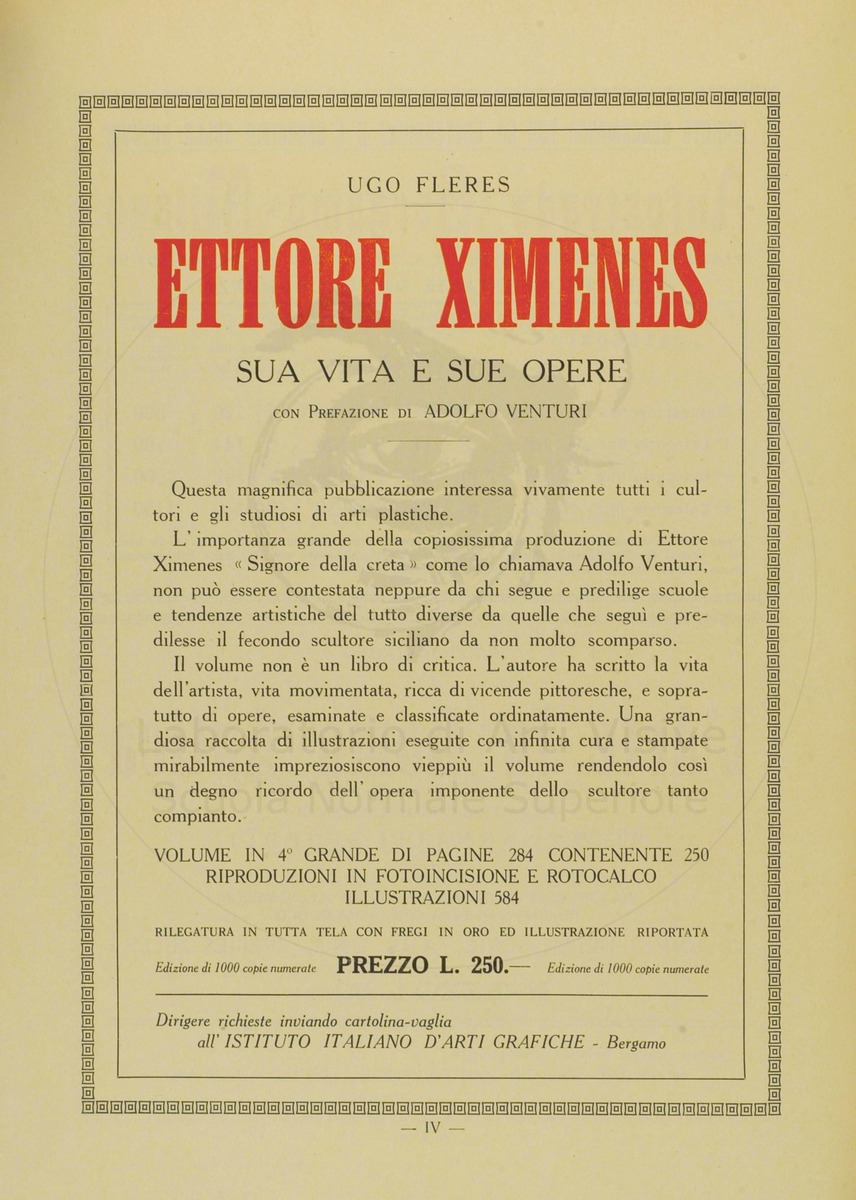 UGO FLERES
ETTORE XIMENES
SUA VITA E SUE OPERE
CON PREFAZIONE DI ADOLFO VENTURI
Questa magnifica pubblicazione interessa vivamente tutti i cul-
tori e gli studiosi di arti plastiche.
L'importanza grande della copiosissima produzione di Ettore
Ximenes « Signore della creta » come lo chiamava Adolfo Venturi,
non può essere contestata neppure da chi segue e predilige scuole
e tendenze artistiche del tutto diverse da quelle che seguì e pre-
dilesse il fecondo scultore siciliano da non molto scomparso.
Il volume non è un libro di critica. L'autore ha scritto la vita
dell'artista, vita movimentata, ricca di vicende pittoresche, e sopra-
tutto di opere, esaminate e classificate ordinatamente. Una gran-
diosa raccolta di illustrazioni eseguite con infinita cura e stampate
mirabilmente impreziosiscono vieppiù il volume rendendolo così
un degno ricordo dell'opera imponente dello scultore tanto
compianto.
VOLUME IN 4º GRANDE DI PAGINE 284 CONTENENTE 250
RIPRODUZIONI IN FOTOINCISIONE E ROTOCALCO
ILLUSTRAZIONI 584
RILEGATURA IN TUTTA TELA CON FREGI IN ORO ED ILLUSTRAZIONE RIPORTATA
Edizione di 1000 copie numerate PREZZO L. 250.— Edizione di 1000 copie numerate
Dirigere richieste inviando cartolina-vaglia
all'ISTITUTO ITALIANO D'ARTI GRAFICHE - Bergamo
— IV —